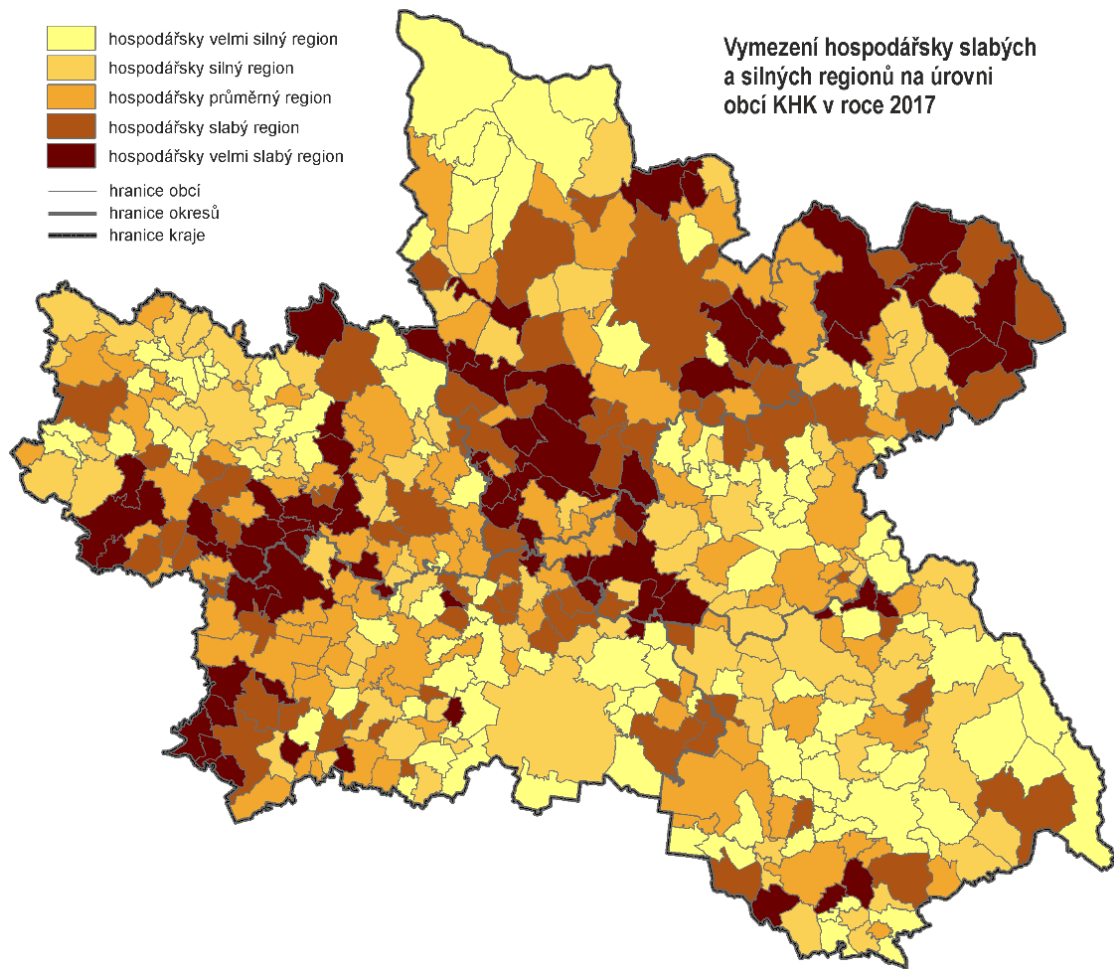 hospodářsky velmi silný region
hospodářsky silný region
hospodářsky průměrný region
hospodářsky slabý region
hospodářsky velmi slabý region
hranice obcí
hranice okresů
hranice kraje
Vymezení hospodářsky slabých
a silných regionů na úrovni
obcí KHK v roce 2017